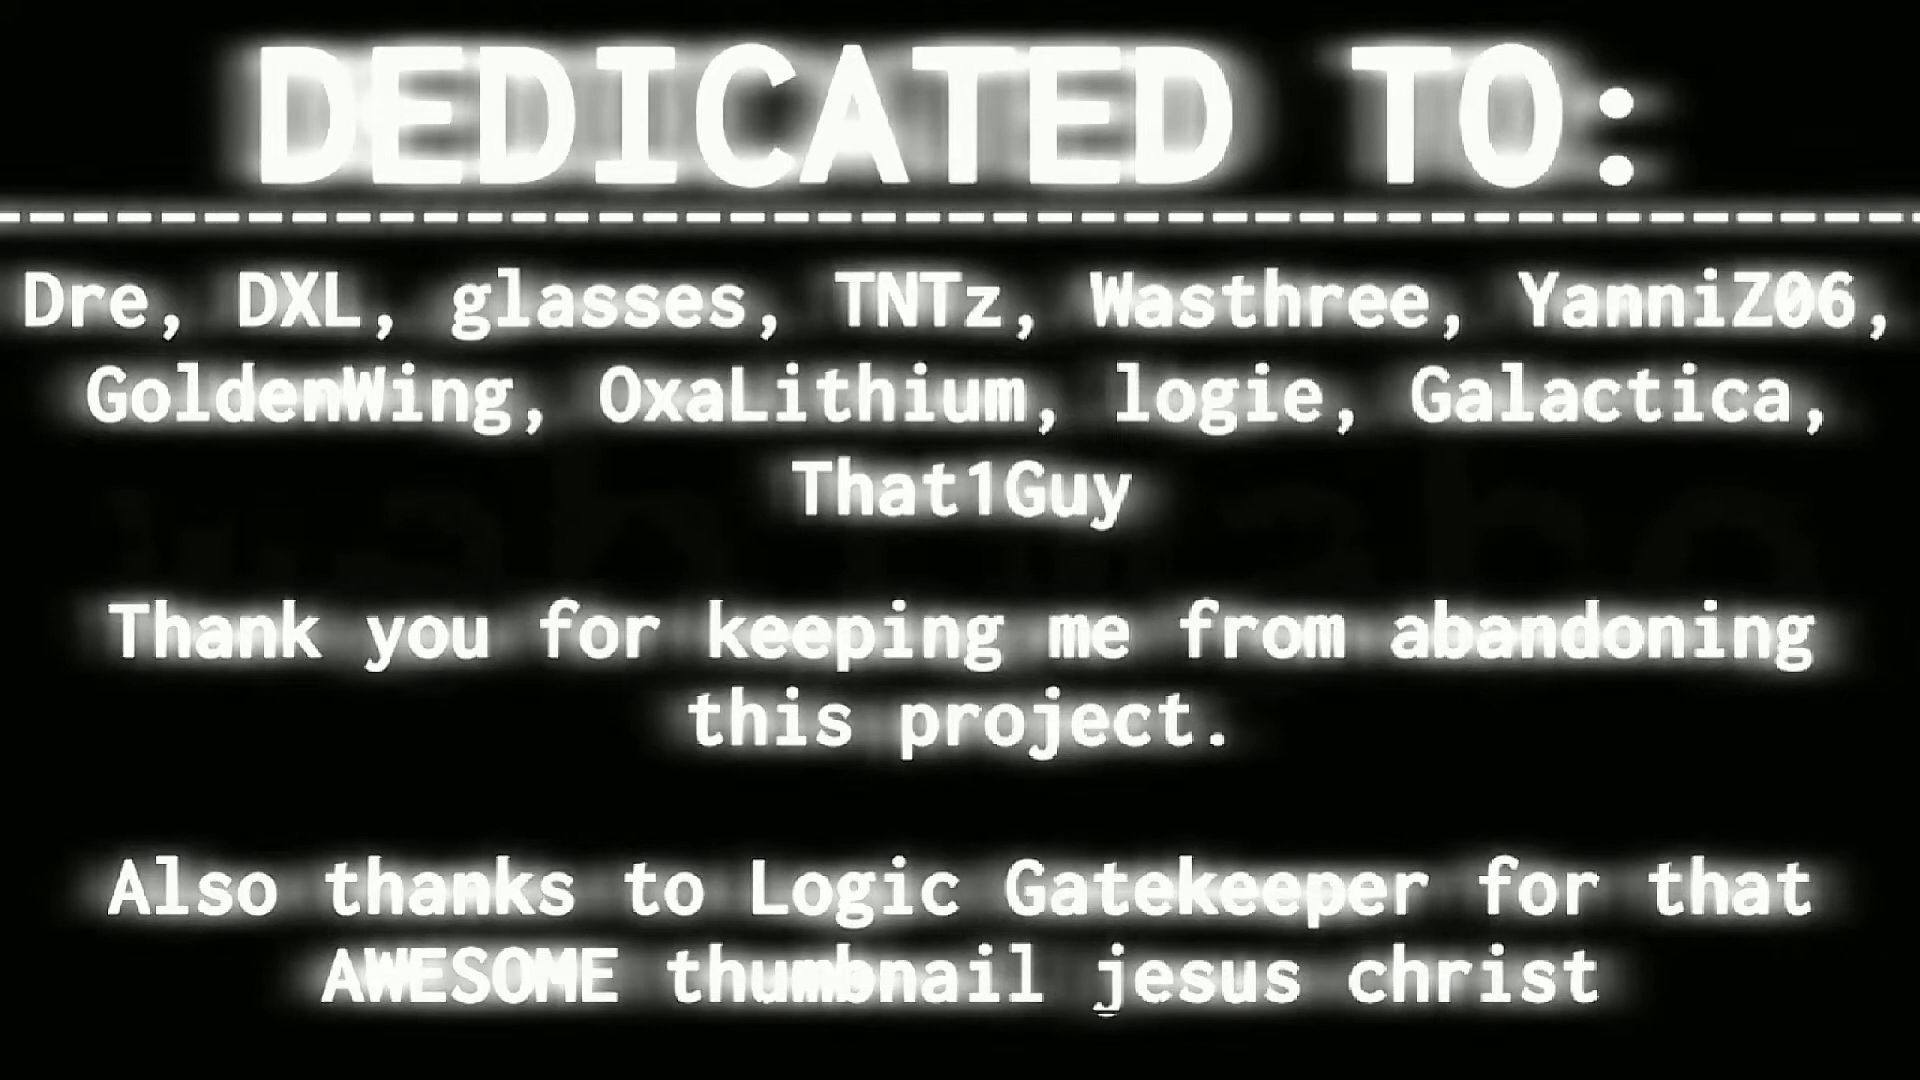 DEDICATED TO:
Dre, DXL, glasses, TNTz, Wasthree, YanniZ06,
GoldenWing, OxaLithium, logie, Galactica,
That1Guy
Thank you for keeping me from abandoning
this project.
Also thanks to Logic Gatekeeper for that
AWESOME thumbnail jesus christ